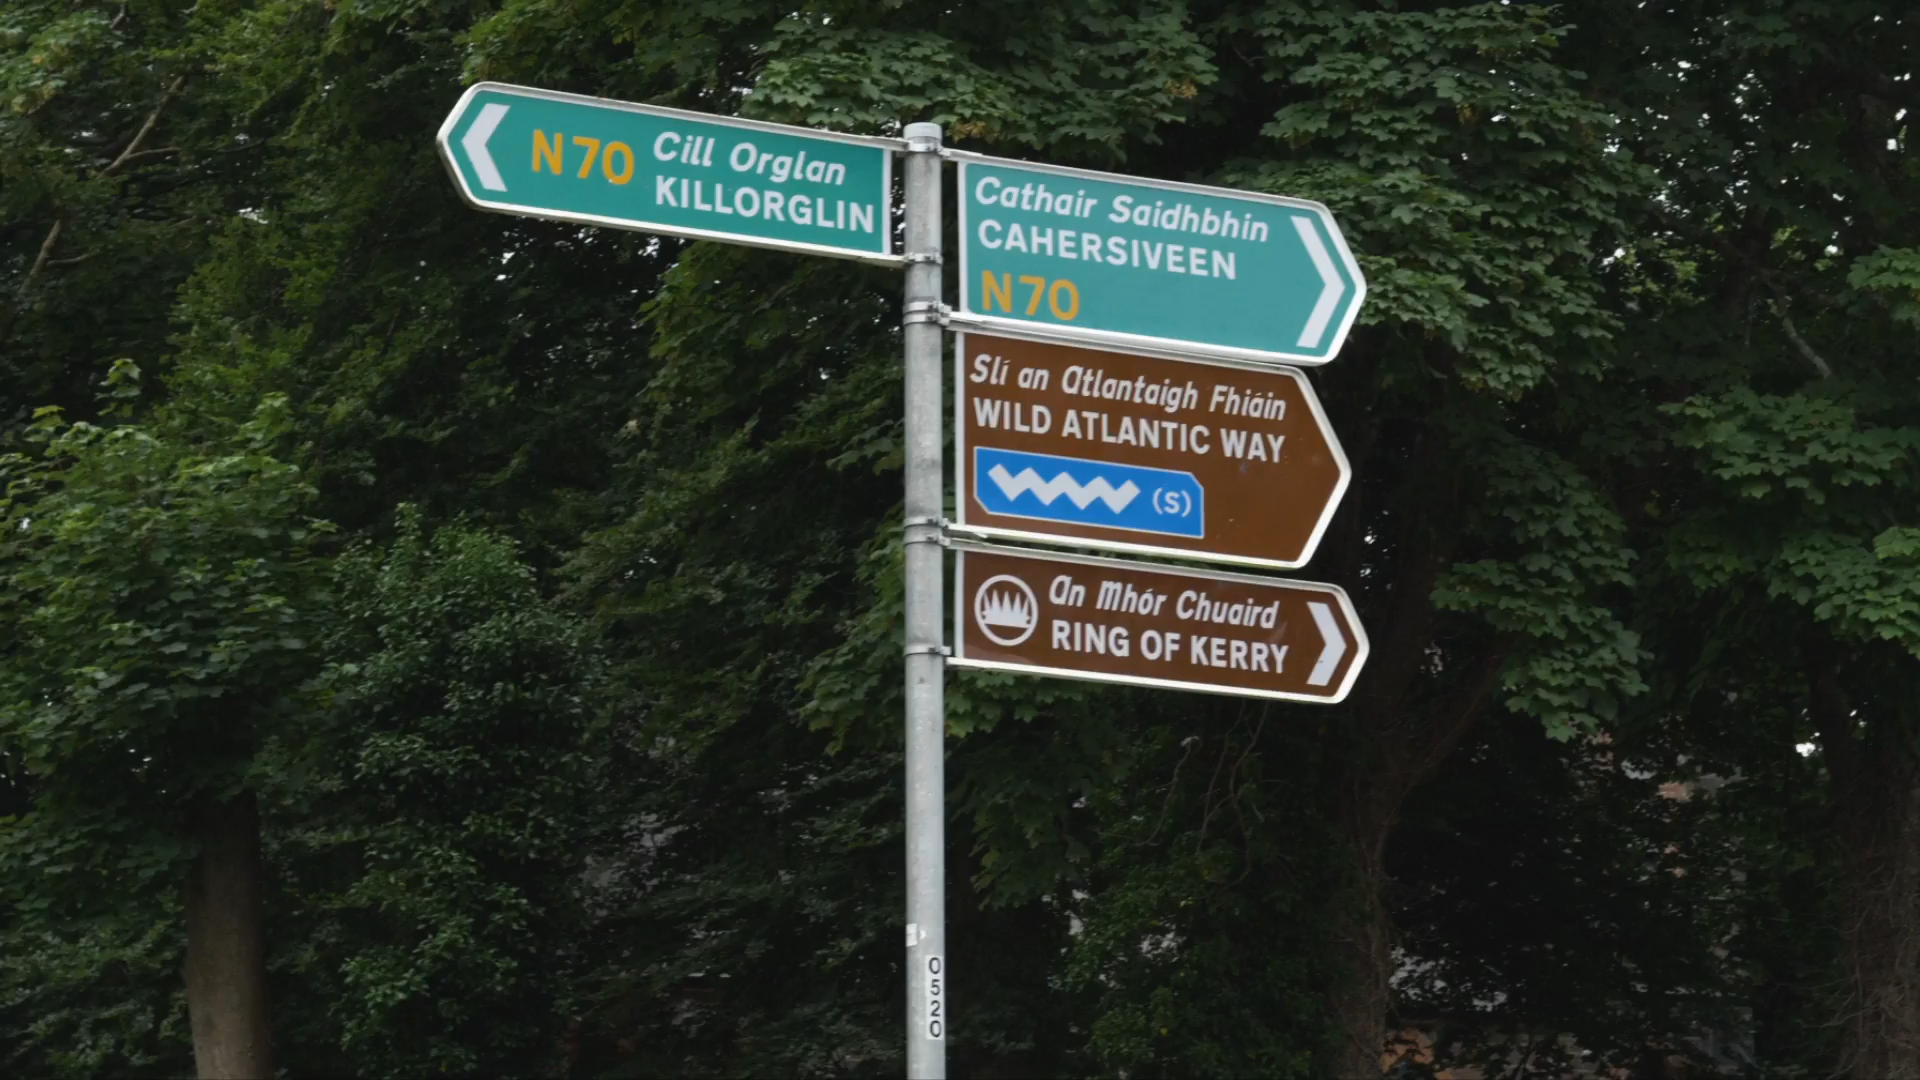 N70
Cill Orglan
KILLORGLIN
Cathair Saidhbhin
CAHERSIVEEN
N70
Slí an Atlantaigh Fhiáin
WILD ATLANTIC WAY
(S)
An Mhór Chuaird
RING OF KERRY
0520